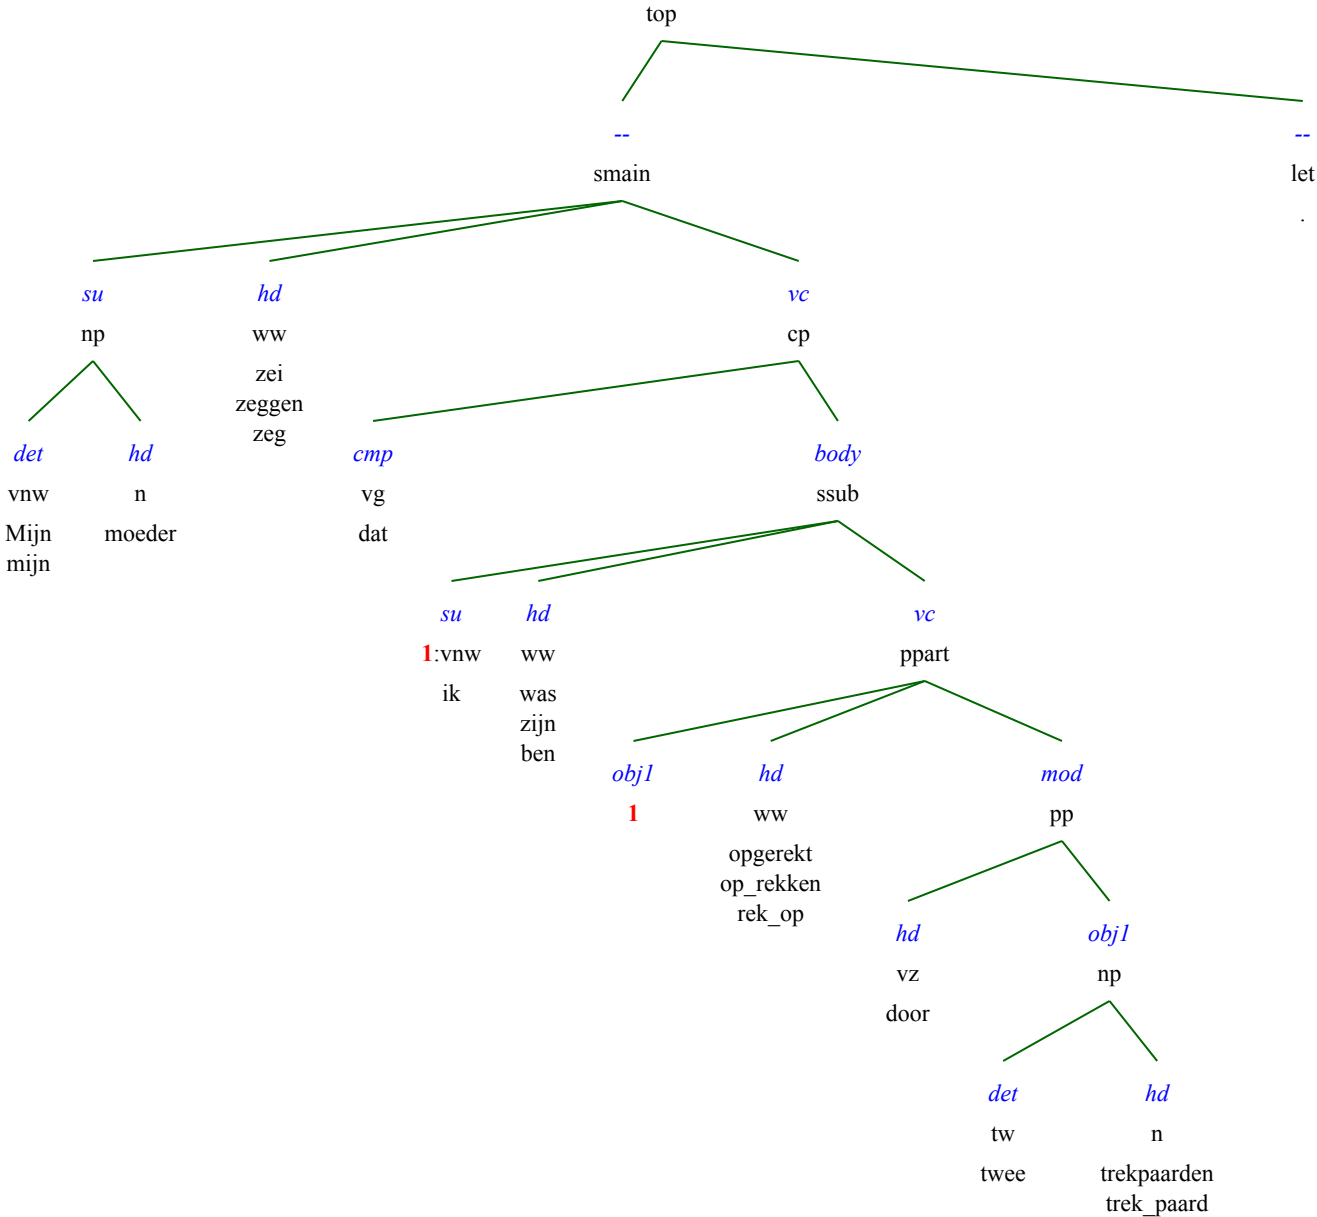 top
-- --
smain let
.
su hd vc
np ww cp
zei
zeggen
zeg
det hd cmp body
vnw n vg ssub
Mijn moeder dat
mijn
su hd vc
1:vnw ww ppart
ik was
zijn
ben
obj1 hd mod
1 ww pp
opgerekt
op_rekken
rek_op
hd obj1
vz np
door
det hd
tw n
twee trekpaarden
trek_paard